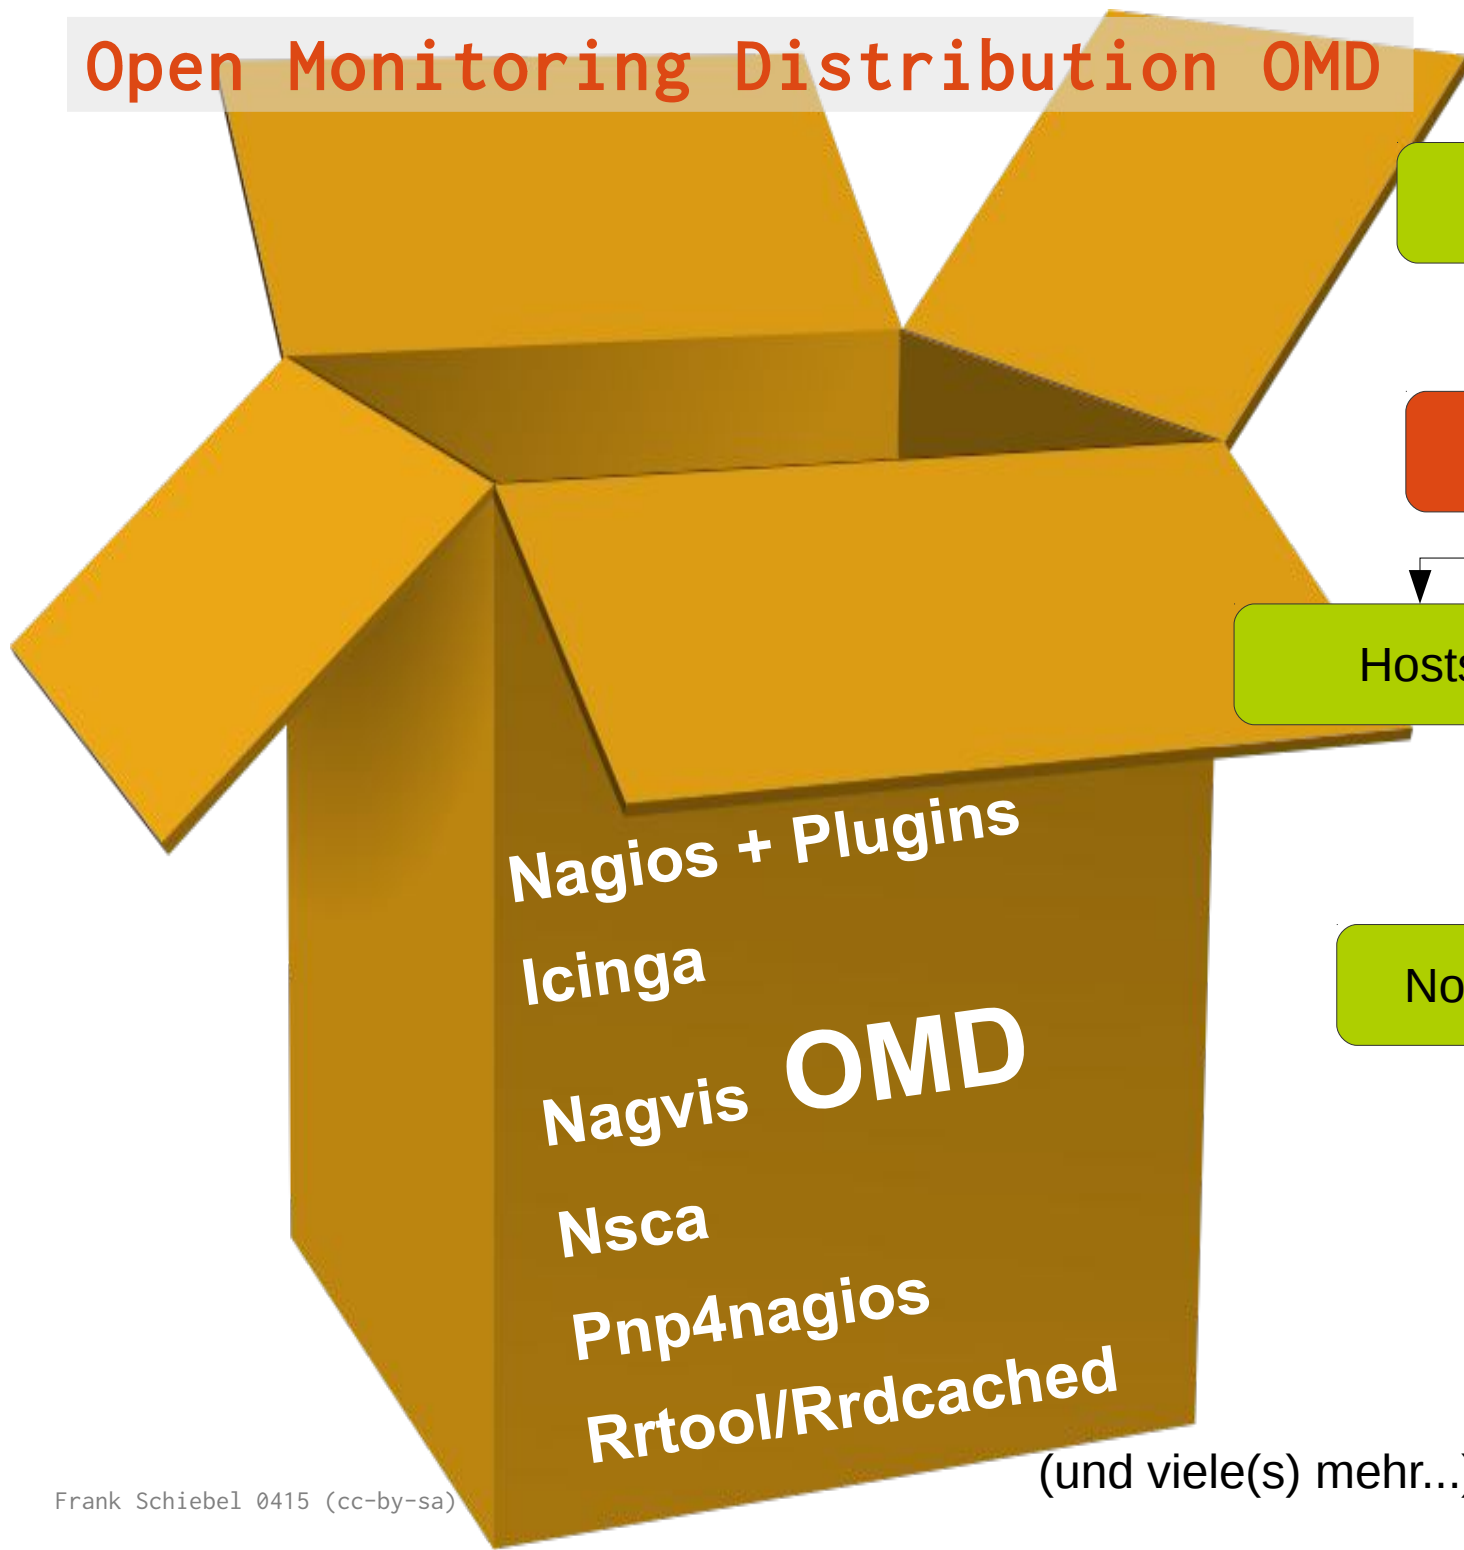 Open Monitoring Distribution OMD
Hosts
Nagios + Plugins
Icinga
OMD
Nagvis
Nsca
Pnp4nagios
Rrtool/Rrdcached
(und viele(s) mehr...)
Frank Schiebel 0415 (cc-by-sa)